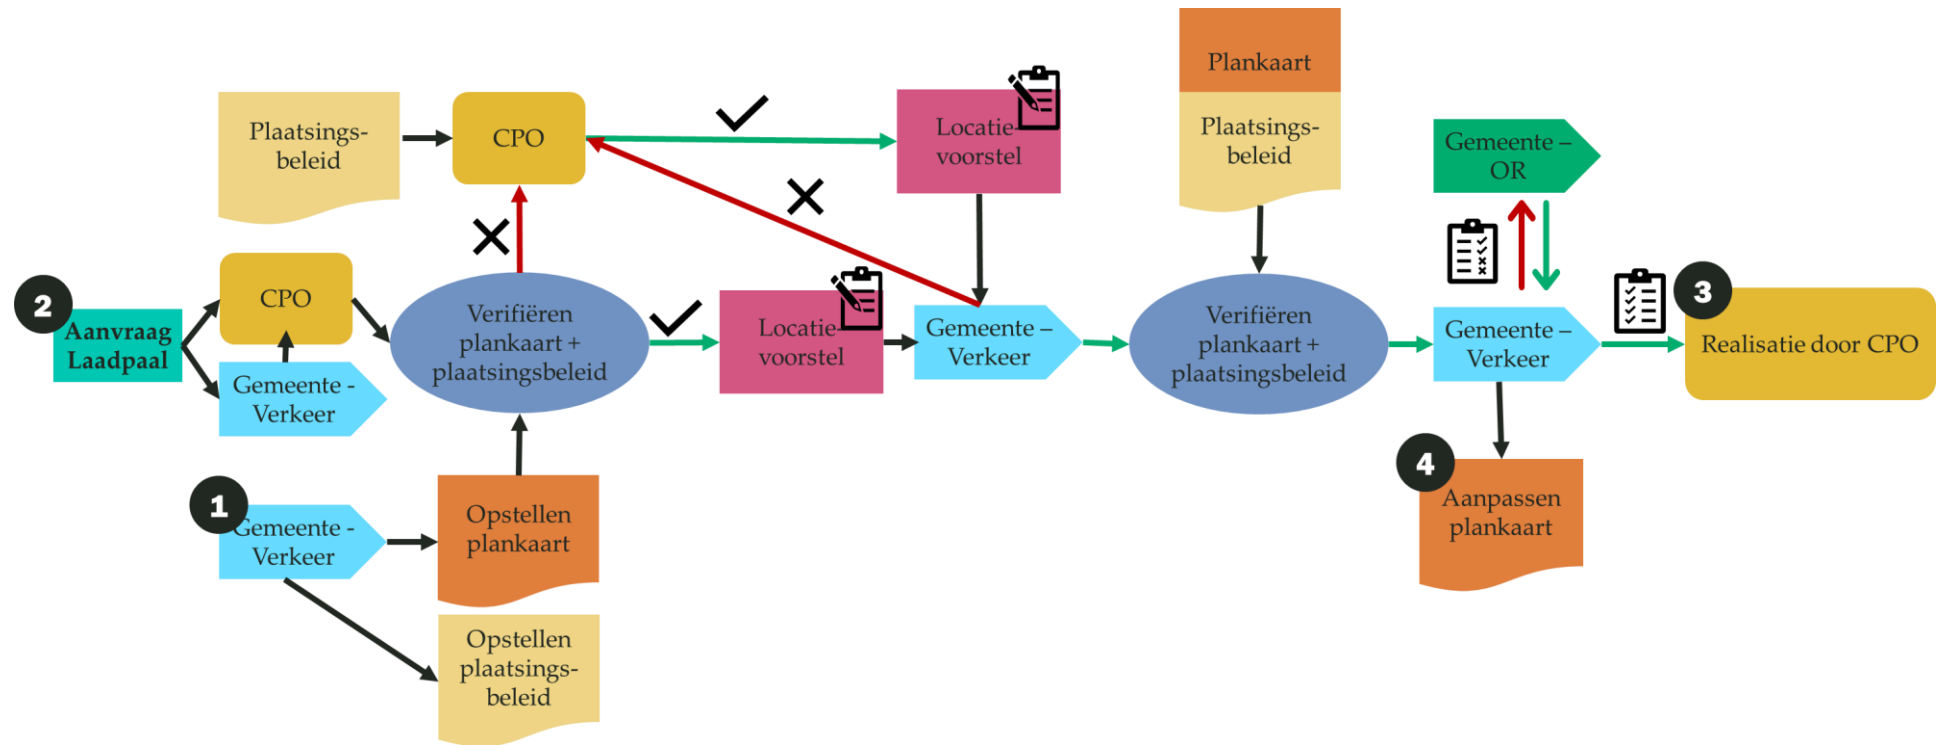 Plaatsings-
beleid
CPO
Locatie-
voorstel
Plankaart
Plaatsings-
beleid
Gemeente –
OR
2
Aanvraag
Laadpaal
CPO
Gemeente -
Verkeer
Verifiëren
plankaart +
plaatsingsbeleid
Locatie-
voorstel
Gemeente –
Verkeer
Verifiëren
plankaart +
plaatsingsbeleid
Gemeente –
Verkeer
3
Realisatie door CPO
1
Gemeente -
Verkeer
Opstellen
plankaart
Opstellen
plaatsings-
beleid
4
Aanpassen
plankaart